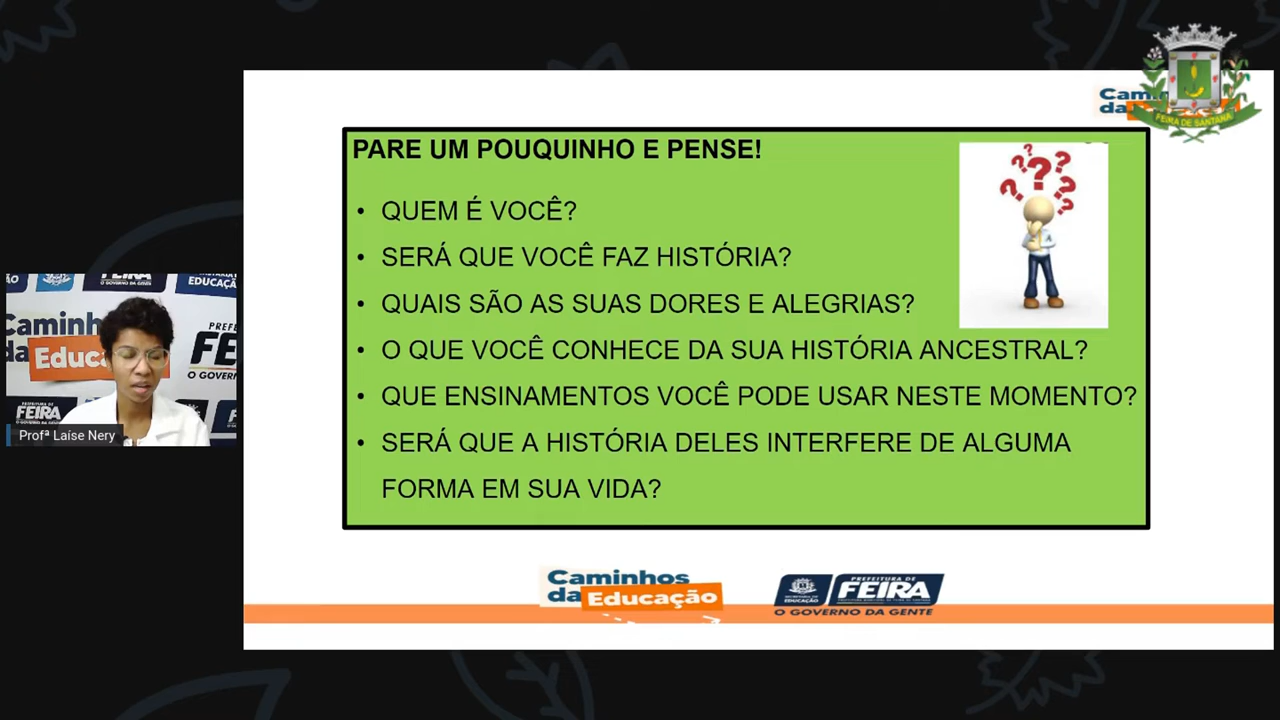 FEIRA DE SANTANA
PARE UM POUQUINHO E PENSE!
• QUEM É VOCÊ?
• SERÁ QUE VOCÊ FAZ HISTÓRIA?
• QUAIS SÃO AS SUAS DORES E ALEGRIAS?
• O QUE VOCÊ CONHECE DA SUA HISTÓRIA ANCESTRAL?
• QUE ENSINAMENTOS VOCÊ PODE USAR NESTE MOMENTO?
• SERÁ QUE A HISTÓRIA DELES INTERFERE DE ALGUMA
FORMA EM SUA VIDA?
Profª Laíse Nery
Caminhos
da Educação
SECRETARIA DE
EDUCAÇÃO
PREFEITURA DE
FEIRA
O GOVERNO DA GENTE